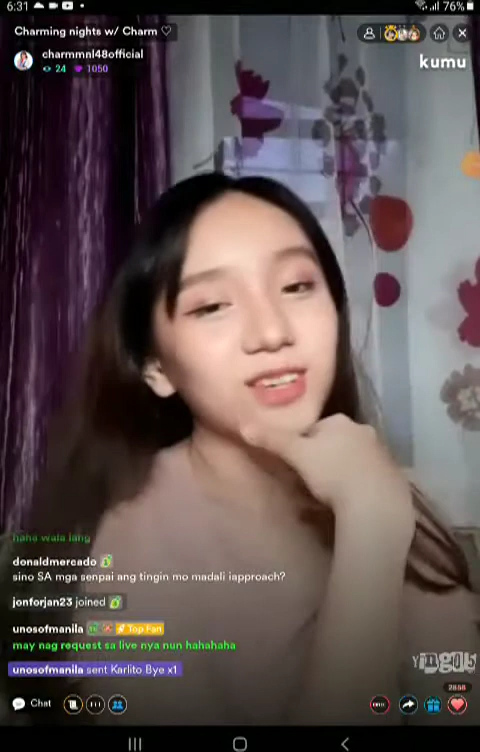 6:31
76%
Charming nights w/ Charm ♡
charmmnl48official
24 1050
kumu
haha wala lang
donaldmercado
sino SA mga senpai ang tingin mo madali iapproach?
jonforjan23 joined
unosofmanila Top Fan
may nag request sa live nya nun hahahaha
unosofmanila sent Karlito Bye x1
2858
Chat